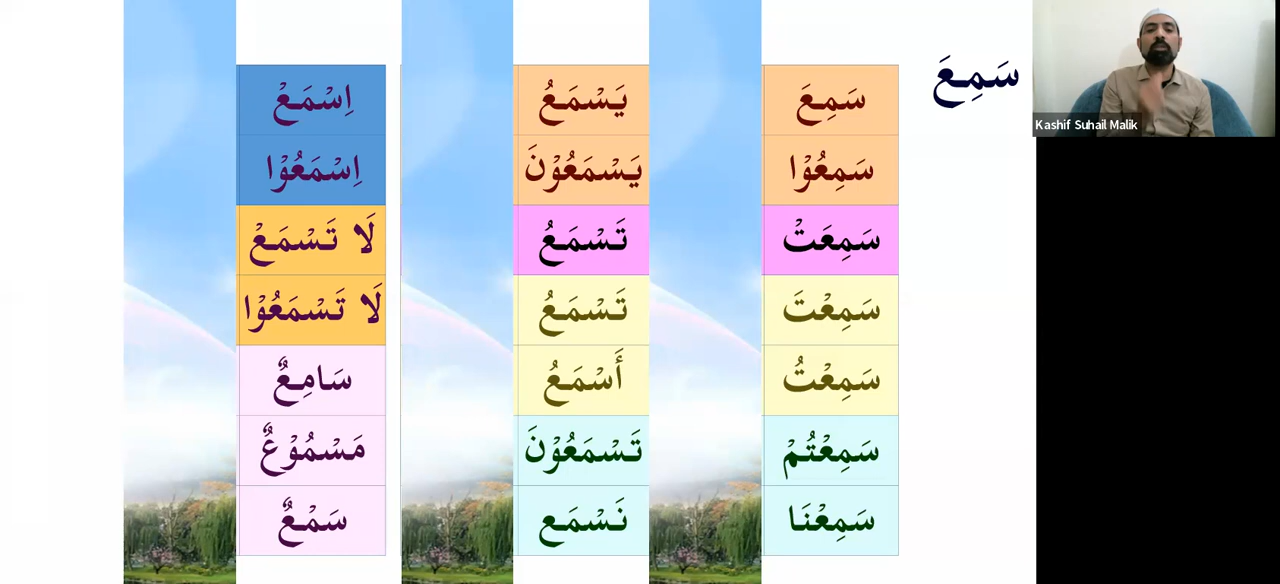 سَمِعَ
سَمِعَ
سَمِعُوْا
سَمِعَتْ
سَمِعْتَ
سَمِعْتُ
سَمِعْتُمْ
سَمِعْنَا
يَسْمَعُ
يَسْمَعُوْنَ
تَسْمَعُ
تَسْمَعُ
أَسْمَعُ
تَسْمَعُوْنَ
نَسْمَع
اِسْمَعْ
اِسْمَعُوْا
لَا تَسْمَعْ
لَا تَسْمَعُوْا
سَامِعٌ
مَسْمُوْعٌ
سَمْعٌ
Kashif Suhail Malik